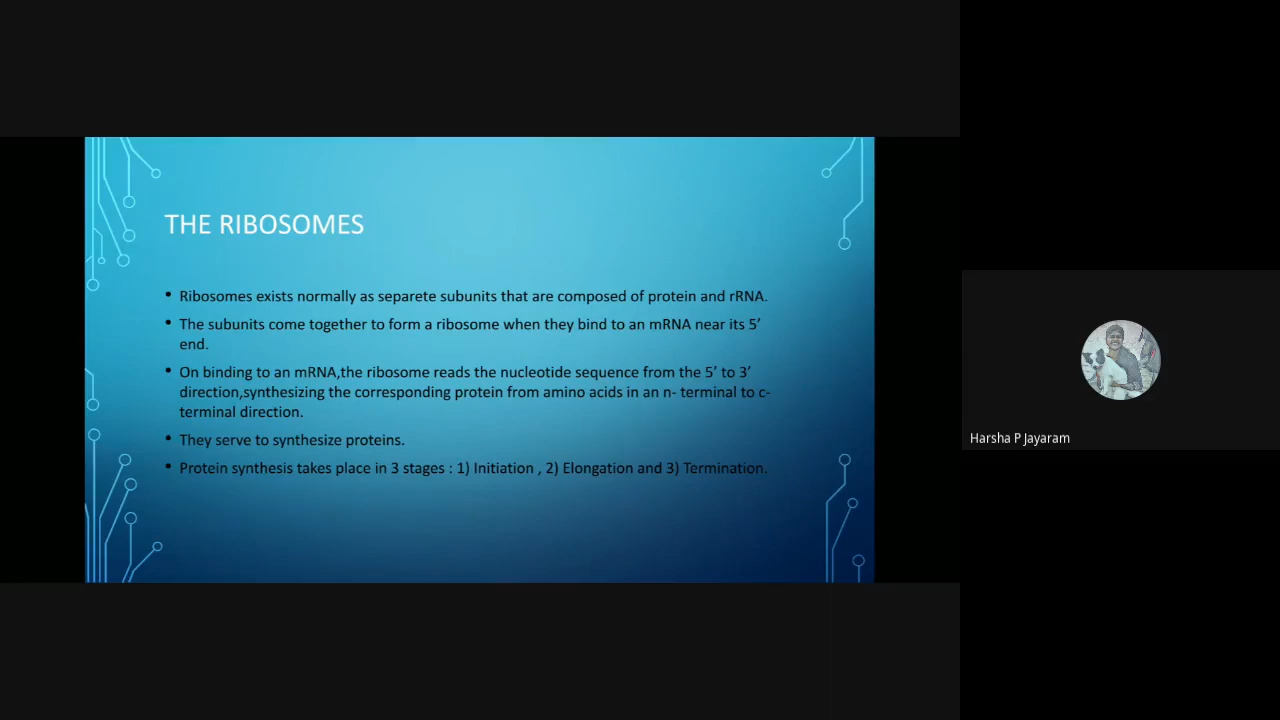 THE RIBOSOMES
• Ribosomes exists normally as separete subunits that are composed of protein and rRNA.
• The subunits come together to form a ribosome when they bind to an mRNA near its 5’
end.
• On binding to an mRNA,the ribosome reads the nucleotide sequence from the 5’ to 3’
direction,synthesizing the corresponding protein from amino acids in an n- terminal to c-
terminal direction.
• They serve to synthesize proteins.
• Protein synthesis takes place in 3 stages : 1) Initiation , 2) Elongation and 3) Termination.
Harsha P Jayaram